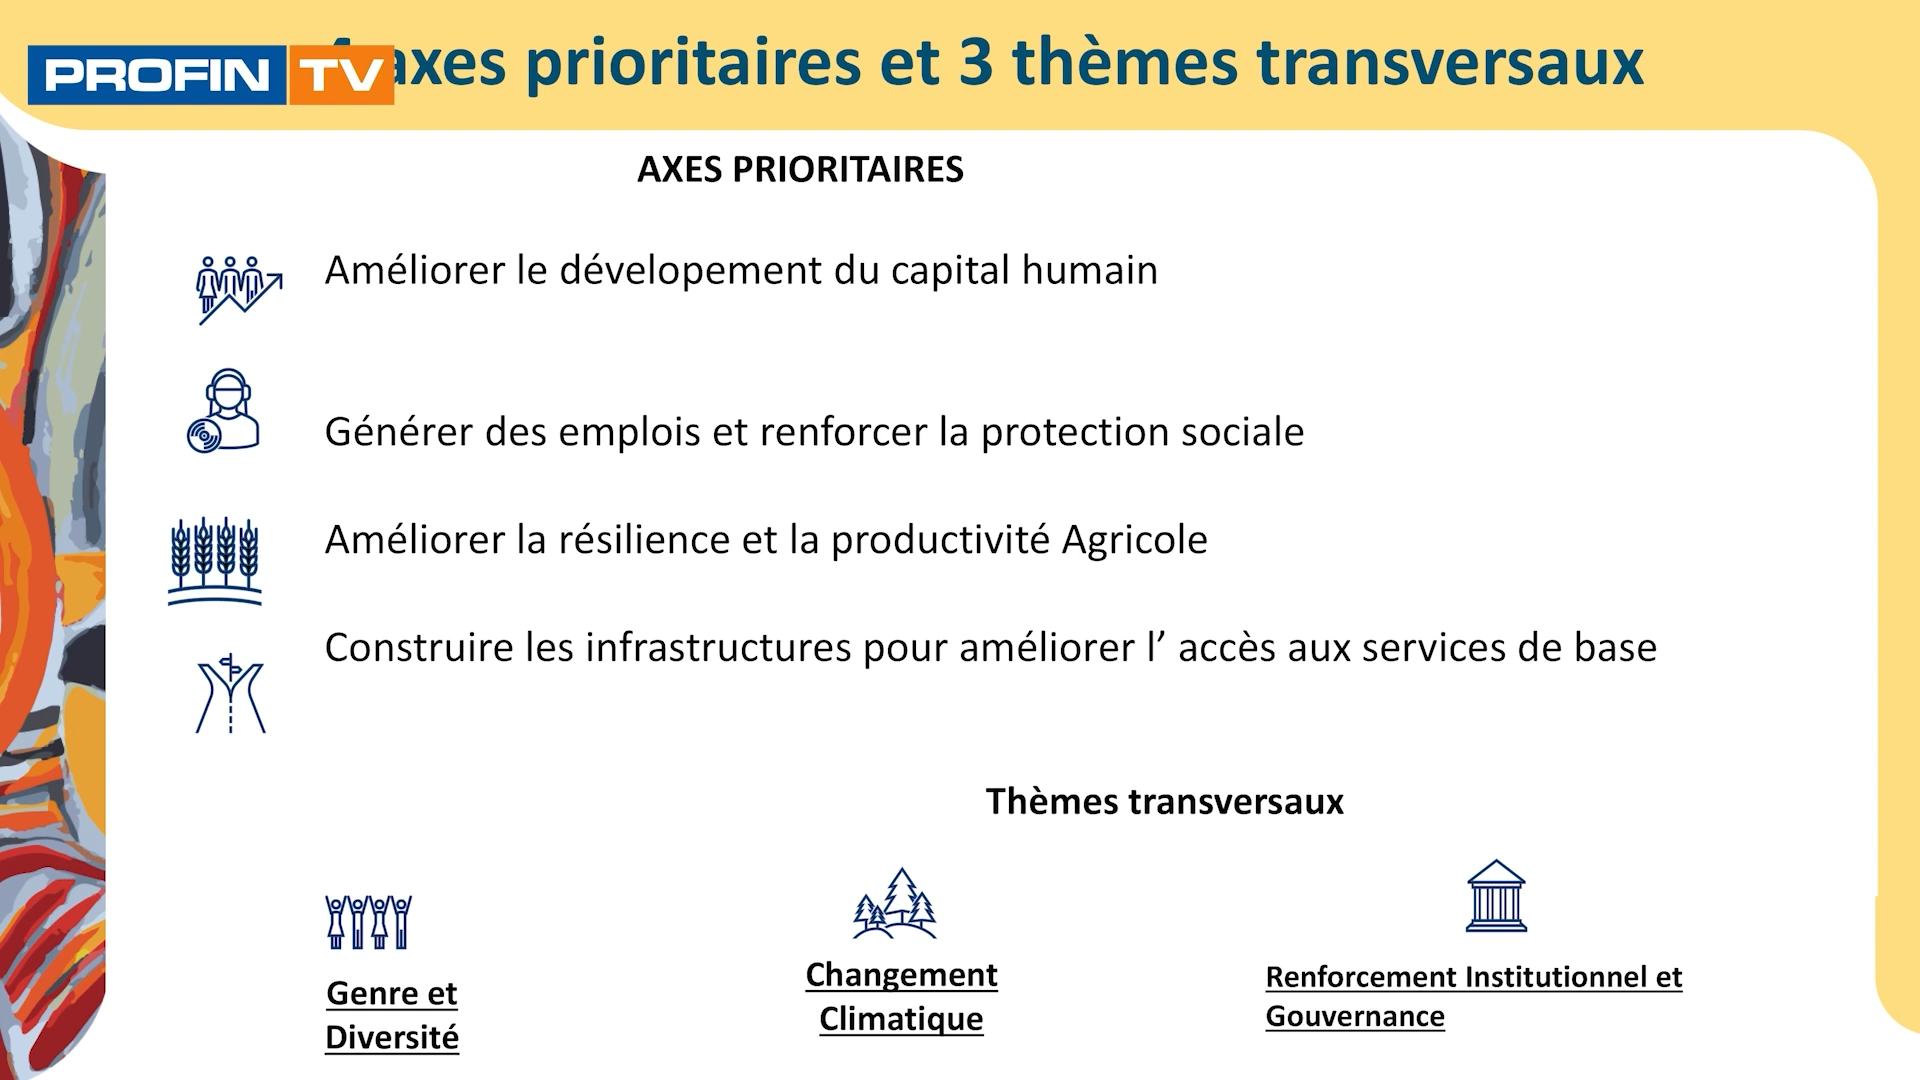 PROFIN TV
axes prioritaires et 3 thèmes transversaux
AXES PRIORITAIRES
Améliorer le dévelopement du capital humain
Générer des emplois et renforcer la protection sociale
Améliorer la résilience et la productivité Agricole
Construire les infrastructures pour améliorer l’ accès aux services de base
Thèmes transversaux
Genre et
Diversité
Changement
Climatique
Renforcement Institutionnel et
Gouvernance